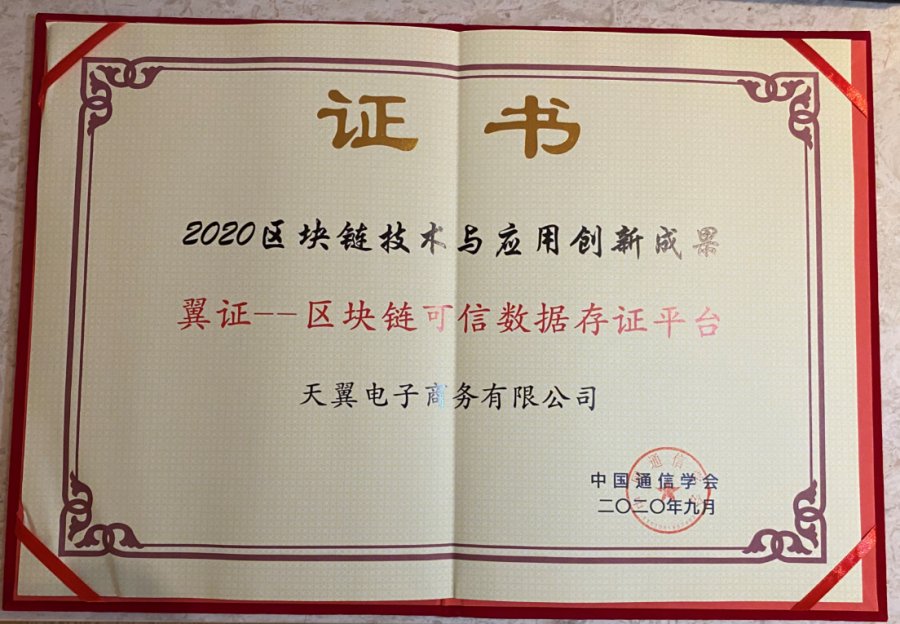 证书
2020区块链技术与应用创新成果
翼证--区块链可信数据存证平台
天翼电子商务有限公司
中国通信学会
二〇二〇年九月